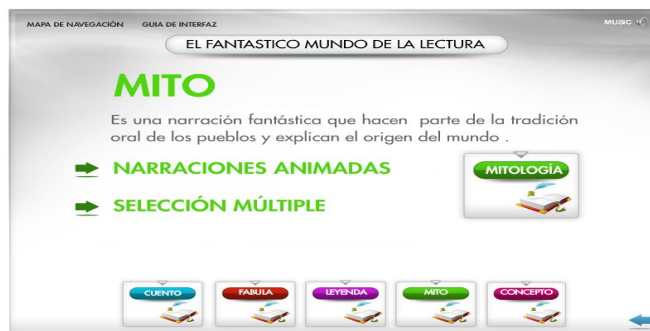 MAPA DE NAVEGACIÓN GUIA DE INTERFAZ MUSIC
EL FANTASTICO MUNDO DE LA LECTURA
MITO
Es una narración fantástica que hacen parte de la tradición
oral de los pueblos y explican el origen del mundo .
NARRACIONES ANIMADAS
MITOLOGÍA
SELECCIÓN MÚLTIPLE
CUENTO FABULA LEYENDA MITO CONCEPTO